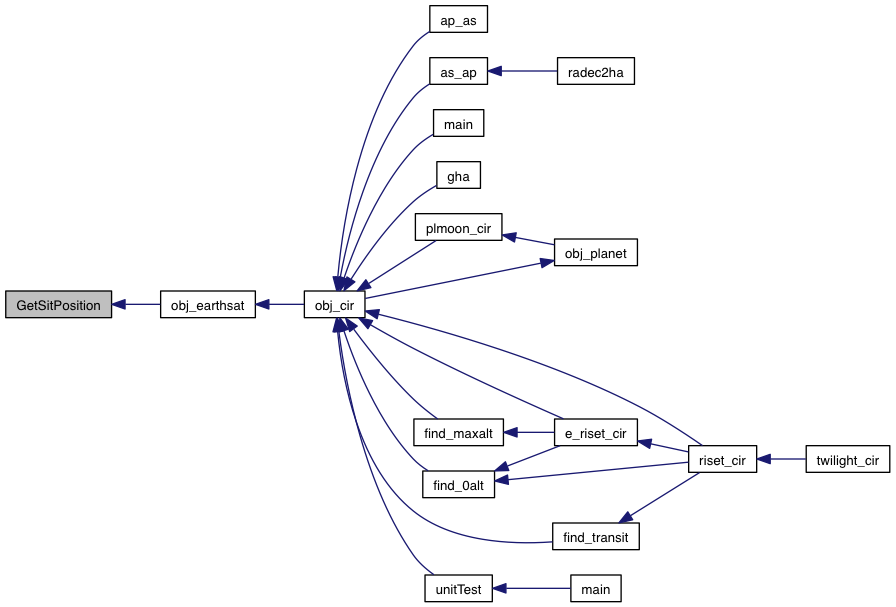 ap_as
as_ap
radec2ha
main
gha
plmoon_cir
obj_planet
GetSitPosition
obj_earthsat
obj_cir
find_maxalt
e_riset_cir
riset_cir
twilight_cir
find_0alt
find_transit
unitTest
main